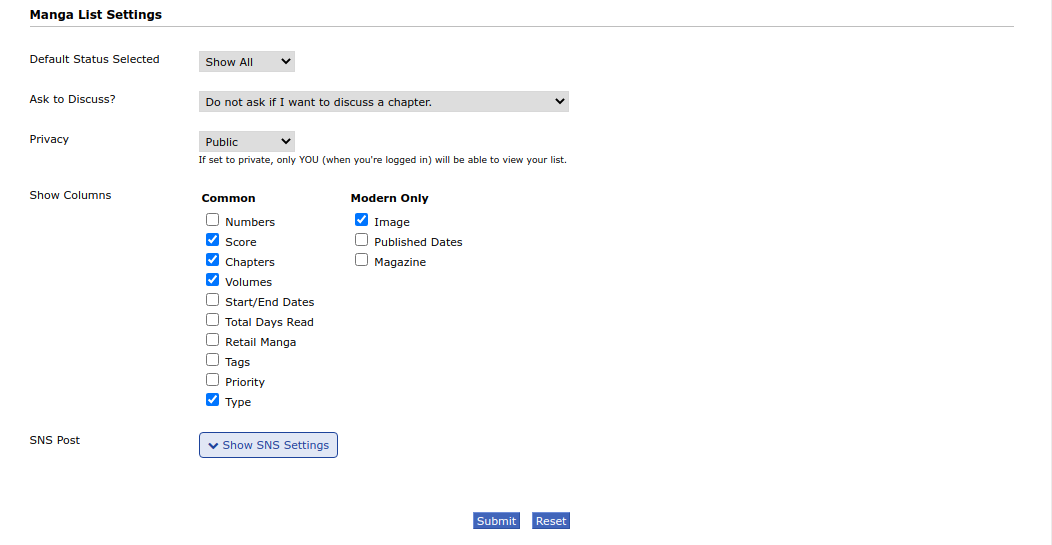 Manga List Settings
Default Status Selected
Show All
Ask to Discuss?
Do not ask if I want to discuss a chapter.
Privacy
Public
If set to private, only YOU (when you're logged in) will be able to view your list.
Show Columns
Common
Numbers
Score
Chapters
Volumes
Start/End Dates
Total Days Read
Retail Manga
Tags
Priority
Type
Modern Only
Image
Published Dates
Magazine
SNS Post
Show SNS Settings
Submit Reset